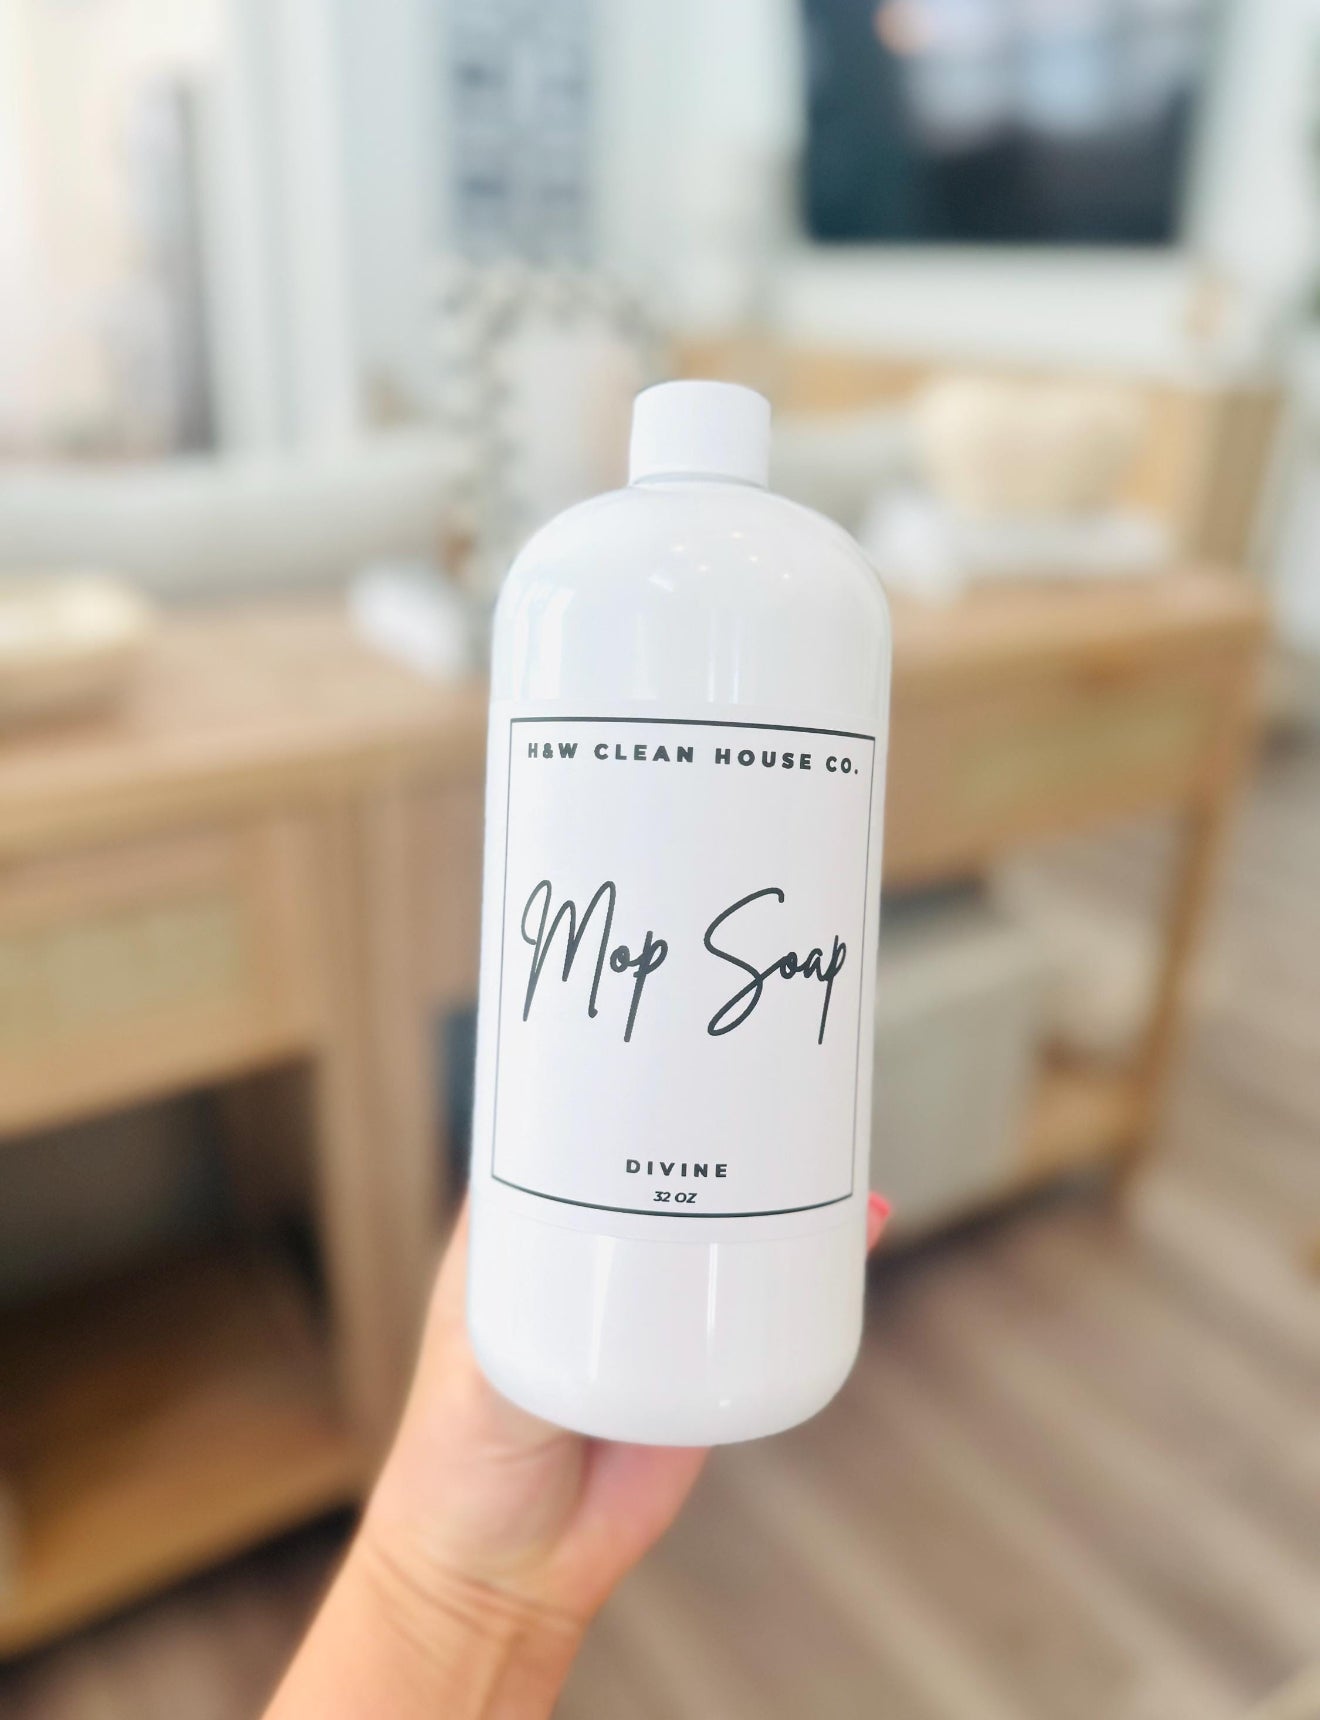 H&W CLEAN HOUSE CO.
Mop Soap
DIVINE
32 OZ